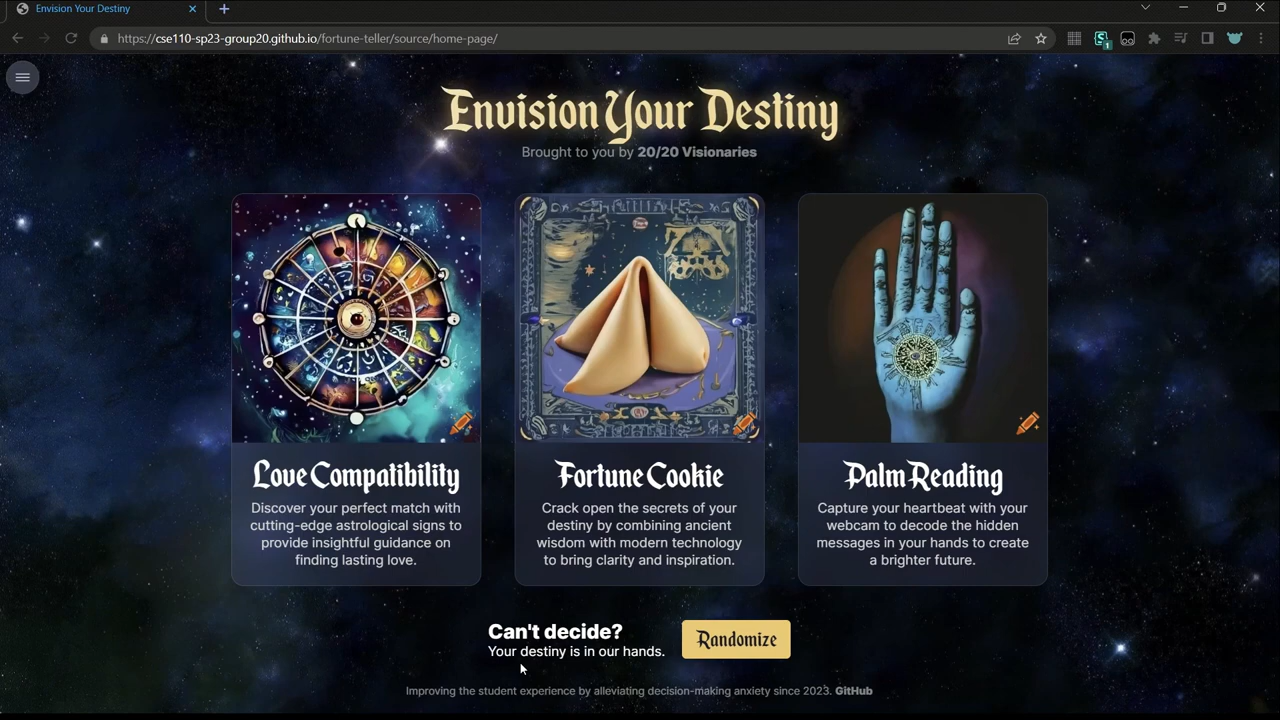 Envision Your Destiny
https://cse110-sp23-group20.github.io/fortune-teller/source/home-page/
1
Envision Your Destiny
Brought to you by 20/20 Visionaries
Love Compatibility
Discover your perfect match with
cutting-edge astrological signs to
provide insightful guidance on
finding lasting love.
Fortune Cookie
Crack open the secrets of your
destiny by combining ancient
wisdom with modern technology
to bring clarity and inspiration.
Palm Reading
Capture your heartbeat with your
webcam to decode the hidden
messages in your hands to create
a brighter future.
Can't decide?
Your destiny is in our hands.
Randomize
Improving the student experience by alleviating decision-making anxiety since 2023. GitHub